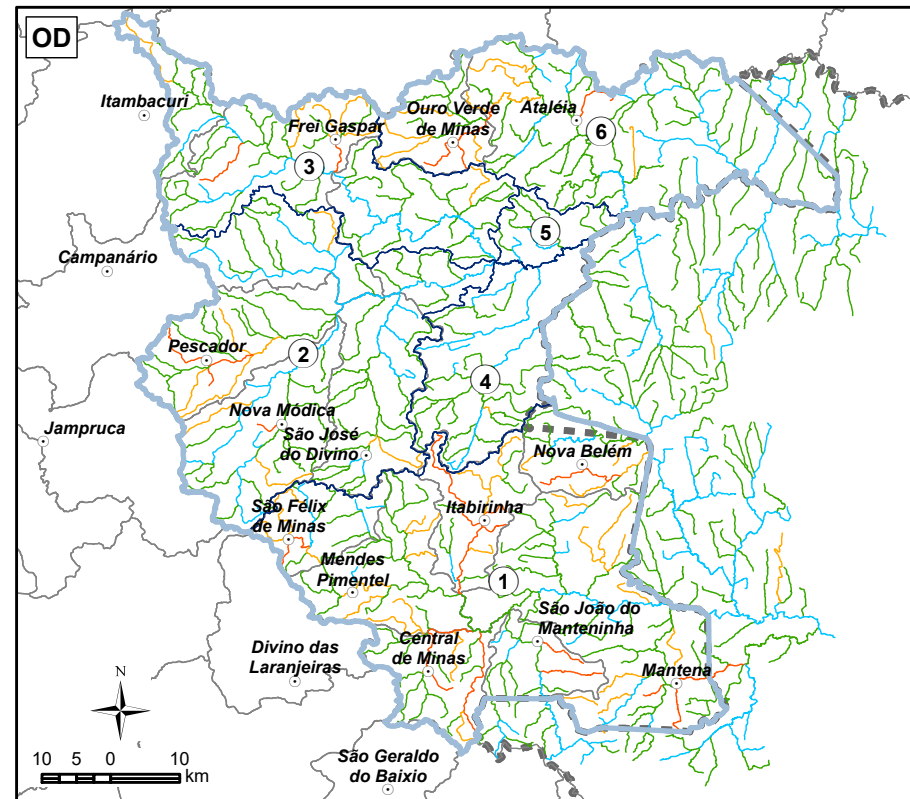 OD
Itambacuri
Frei Gaspar
Ouro Verde
de Minas
Ataléia
6
3
5
Campanário
2
Pescador
4
Nova Módica
Jampruca
São José
do Divino
Nova Belém
São Félix
de Minas
Itabirinha
Mendes
Pimentel
1
São João do
Manteninha
Divino das
Laranjeiras
Central
de Minas
Mantena
N
São Geraldo
do Baixio
10 5 0 10
km